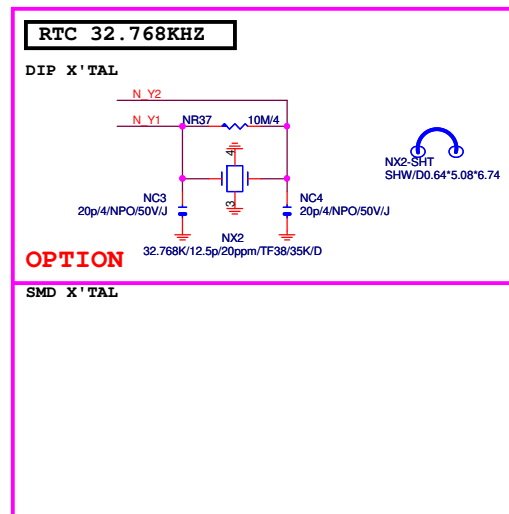 RTC 32.768KHZ
DIP X'TAL
N_Y2
N_Y1
NR37
10M/4
4
3
NX2-SHT
SHW/D0.64*5.08*6.74
NC3
20p/4/NPO/50V/J
NC4
20p/4/NPO/50V/J
NX2
32.768K/12.5p/20ppm/TF38/35K/D
OPTION
SMD X'TAL